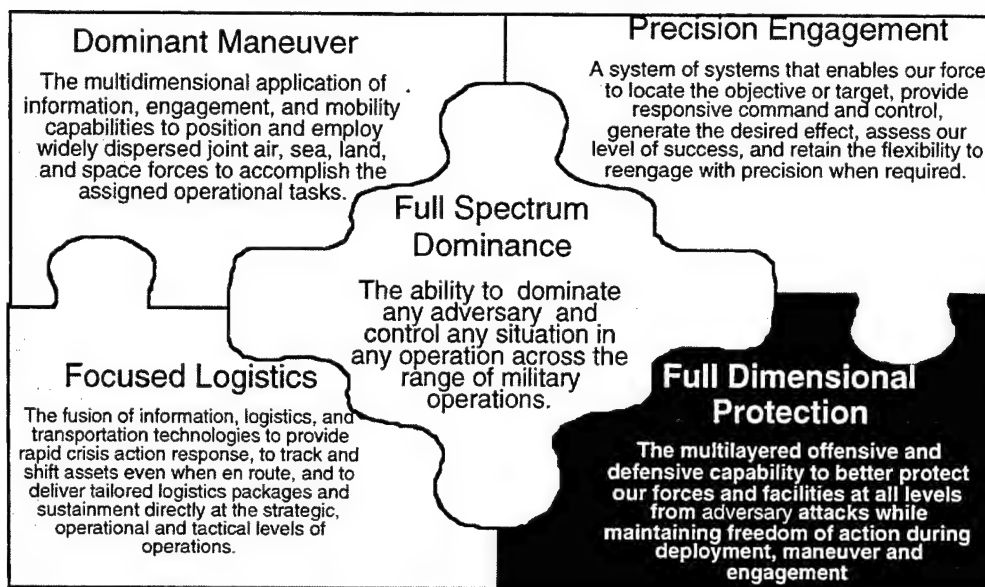 Dominant Maneuver
The multidimensional application of
information, engagement, and mobility
capabilities to position and employ
widely dispersed joint air, sea, land,
and space forces to accomplish the
assigned operational tasks.
Precision Engagement
A system of systems that enables our force
to locate the objective or target, provide
responsive command and control,
generate the desired effect, assess our
level of success, and retain the flexibility to
reengage with precision when required.
Full Spectrum
Dominance
The ability to dominate
any adversary and
control any situation in
any operation across the
range of military
operations.
Focused Logistics
The fusion of information, logistics, and
transportation technologies to provide
rapid crisis action response, to track and
shift assets even when en route, and to
deliver tailored logistics packages and
sustainment directly at the strategic,
operational and tactical levels of
operations.
Full Dimensional
Protection
The multilayered offensive and
defensive capability to better protect
our forces and facilities at all levels
from adversary attacks while
maintaining freedom of action during
deployment, maneuver and
engagement